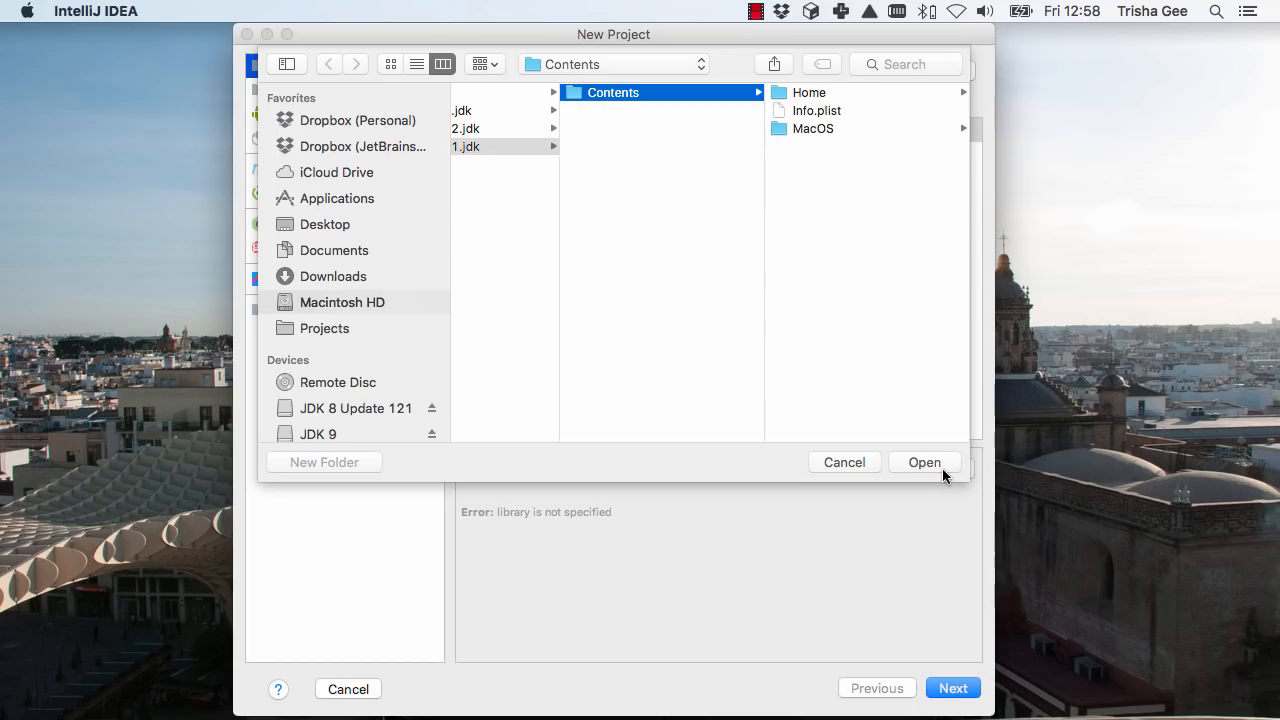 IntelliJ IDEA
Fri 12:58
Trisha Gee
New Project
Contents
Search
Favorites
Dropbox (Personal)
Dropbox (JetBrains...
iCloud Drive
Applications
Desktop
Documents
Downloads
Macintosh HD
Projects
Devices
Remote Disc
JDK 8 Update 121
JDK 9
.jdk
2.jdk
1.jdk
Contents
Home
Info.plist
MacOS
New Folder
Cancel
Open
Error: library is not specified
?
Cancel
Previous
Next